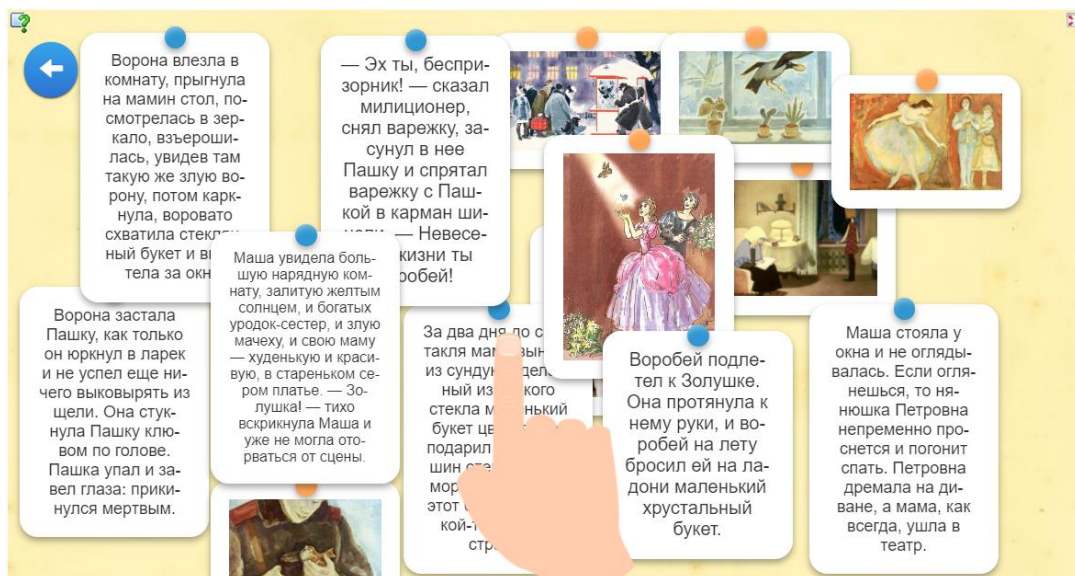 Ворона влезла в
комнату, прыгнула
на мамин стол, по-
смотрелась в зер-
кало, взъероши-
лась, увидев там
такую же злую во-
рону, потом карк-
нула, воровато
схватила
ный букет и
тела за
— Эх ты, беспри-
зорник! — сказал
милиционер,
снял варежку, за-
сунул в нее
Пашку и спрятал
варежку с Паш-
кой в карман ши-
— Невесе-
жизни ты
Маша увидела боль-
шую нарядную ком-
нату, залитую желтым
солнцем, и богатых
уродок-сестер, и злую
мачеху, и свою маму
— худенькую и краси-
вую, в стареньком се-
ром платье. — Зо-
лушка! — тихо
вскрикнула Маша и
уже не могла ото-
рваться от сцены.
Ворона застала
Пашку, как только
он юркнул в ларек
и не успел еще ни-
чего выковырять из
щели. Она стук-
нула Пашку клю-
вом по голове.
Пашка упал и за-
вел глаза: прики-
нулся мертвым.
За два дня до
такля
из
ный из
стекла
букет
подарил
этот
Воробей подле-
тел к Золушке.
Она протянула к
нему руки, и во-
робей на лету
бросил ей на ла-
дони маленький
хрустальный
букет.
Маша стояла у
окна и не огляды-
валась. Если огля-
нешься, то ня-
нюшка Петровна
непременно про-
снется и погонит
спать. Петровна
дремала на ди-
ване, а мама, как
всегда, ушла в
театр.